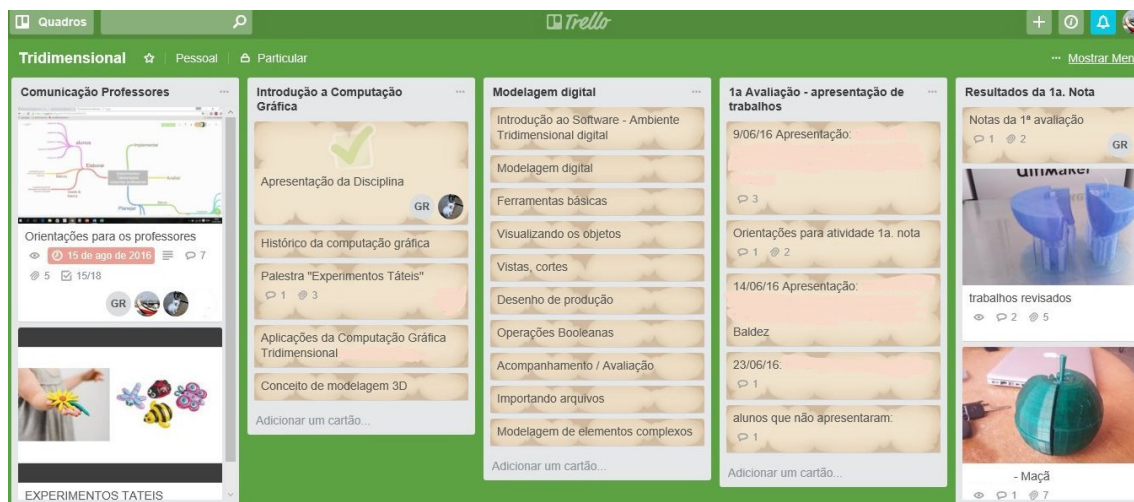 Quadros
Trello
Tridimensional
Pessoal
Particular
... Mostrar Men
Comunicação Professores
Elaborar
Planejar
Orientações para os professores
15 de ago de 2016
7
5
15/18
GR
EXPERIMENTOS TATEIS
Introdução a Computação
Gráfica
Apresentação da Disciplina
GR
Histórico da computação gráfica
Palestra "Experimentos Táteis"
1
3
Aplicações da Computação Gráfica
Tridimensional
Conceito de modelagem 3D
Adicionar um cartão...
Modelagem digital
Introdução ao Software - Ambiente
Tridimensional digital
Modelagem digital
Ferramentas básicas
Visualizando os objetos
Vistas, cortes
Desenho de produção
Operações Booleanas
Acompanhamento / Avaliação
Importando arquivos
Modelagem de elementos complexos
Adicionar um cartão...
1a Avaliação - apresentação de
trabalhos
9/06/16 Apresentação:
3
Orientações para atividade 1a. nota
1
2
14/06/16 Apresentação:
Baldez
23/06/16:
1
alunos que não apresentaram:
1
Adicionar um cartão...
Resultados da 1a. Nota
Notas da 1ª avaliação
1
2
GR
trabalhos revisados
2
5
- Maçã
1
7